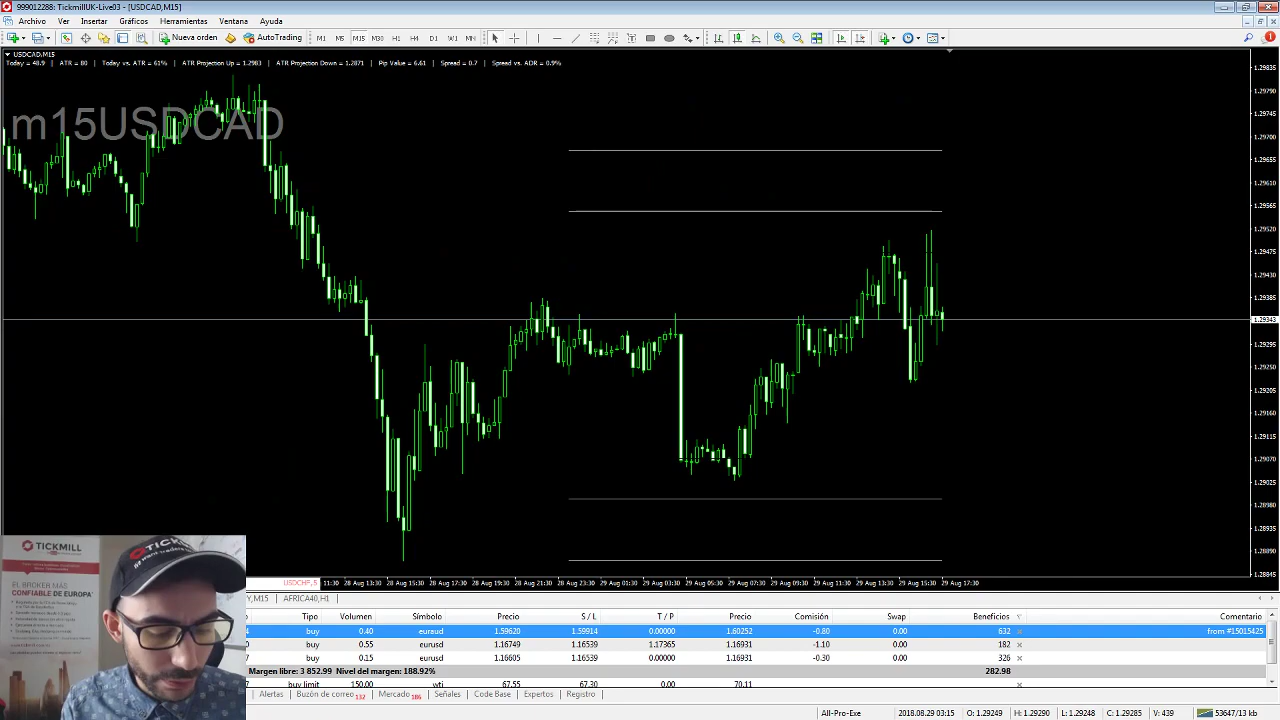 999012288: TickmillUK-Live03 - [USDCAD,M15]
Archivo Ver Insertar Gráficos Herramientas Ventana Ayuda
Nueva orden AutoTrading M1 M5 M15 M30 H1 H4 D1 W1 MN
USDCAD,M15
Today = 48.9 ATR = 80 Today vs. ATR = 61% ATR Projection Up = 1.2983 ATR Projection Down = 1.2871 Pip Value = 6.61 Spread = 0.7 Spread vs. ADR = 0.9%
m15USDCAD
1.29835
1.29790
1.29745
1.29700
1.29655
1.29610
1.29565
1.29520
1.29475
1.29430
1.29385
1.29343
1.29295
1.29250
1.29205
1.29160
1.29115
1.29070
1.29025
1.28980
1.28935
1.28890
1.28845
USDCHF,5 11:30 28 Aug 13:30 28 Aug 15:30 28 Aug 17:30 28 Aug 19:30 28 Aug 21:30 28 Aug 23:30 29 Aug 01:30 29 Aug 03:30 29 Aug 05:30 29 Aug 07:30 29 Aug 09:30 29 Aug 11:30 29 Aug 13:30 29 Aug 15:30 29 Aug 17:30
Y,M15 AFRICA40,H1
TICKMILL
EL BROKER MÁS
CONFIABLE DE EUROPA
Tipo Volumen Símbolo Precio S / L T / P Precio Comisión Swap Beneficios Comentario
4 buy 0.40 euraud 1.59620 1.59914 0.00000 1.60252 -0.80 0.00 632 from #15015425
buy 0.55 eurusd 1.16749 1.16539 1.17365 1.16931 -1.10 0.00 182
buy 0.15 eurusd 1.16605 1.16539 0.00000 1.16931 -0.30 0.00 326
Margen libre: 3 852.99 Nivel del margen: 188.92% 282.98
7 buy limit 150.00 wti 67.55 67.30 0.00 70.11
Alertas Buzón de correo 132 Mercado 186 Señales Code Base Expertos Registro
All-Pro-Exe 2018.08.29 03:15 O: 1.29249 H: 1.29290 L: 1.29248 C: 1.29285 V: 439 53647/13 kb